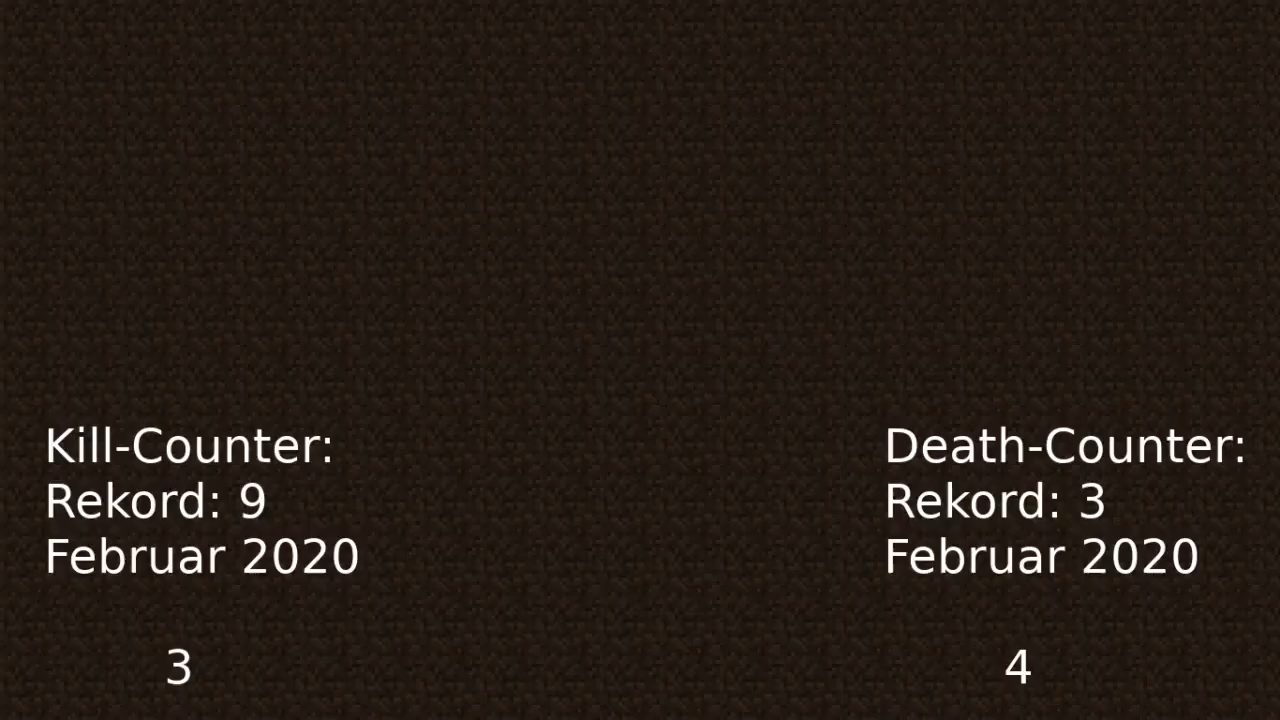 Kill-Counter:
Rekord: 9
Februar 2020
3
Death-Counter:
Rekord: 3
Februar 2020
4